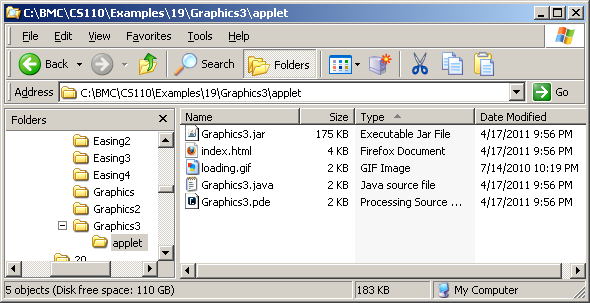 C:\BMC\CS110\Examples\19\Graphics3\applet
File Edit View Favorites Tools Help
Back Search Folders
Address C:\BMC\CS110\Examples\19\Graphics3\applet Go
Folders
Easing2
Easing3
Easing4
Graphics
Graphics2
Graphics3
applet
20
Name Size Type Date Modified
Graphics3.jar 175 KB Executable Jar File 4/17/2011 9:56 PM
index.html 4 KB Firefox Document 4/17/2011 9:56 PM
loading.gif 2 KB GIF Image 7/14/2010 10:19 PM
Graphics3.java 2 KB Java source file 4/17/2011 9:56 PM
Graphics3.pde 2 KB Processing Source ... 4/17/2011 9:56 PM
5 objects (Disk free space: 110 GB) 183 KB My Computer